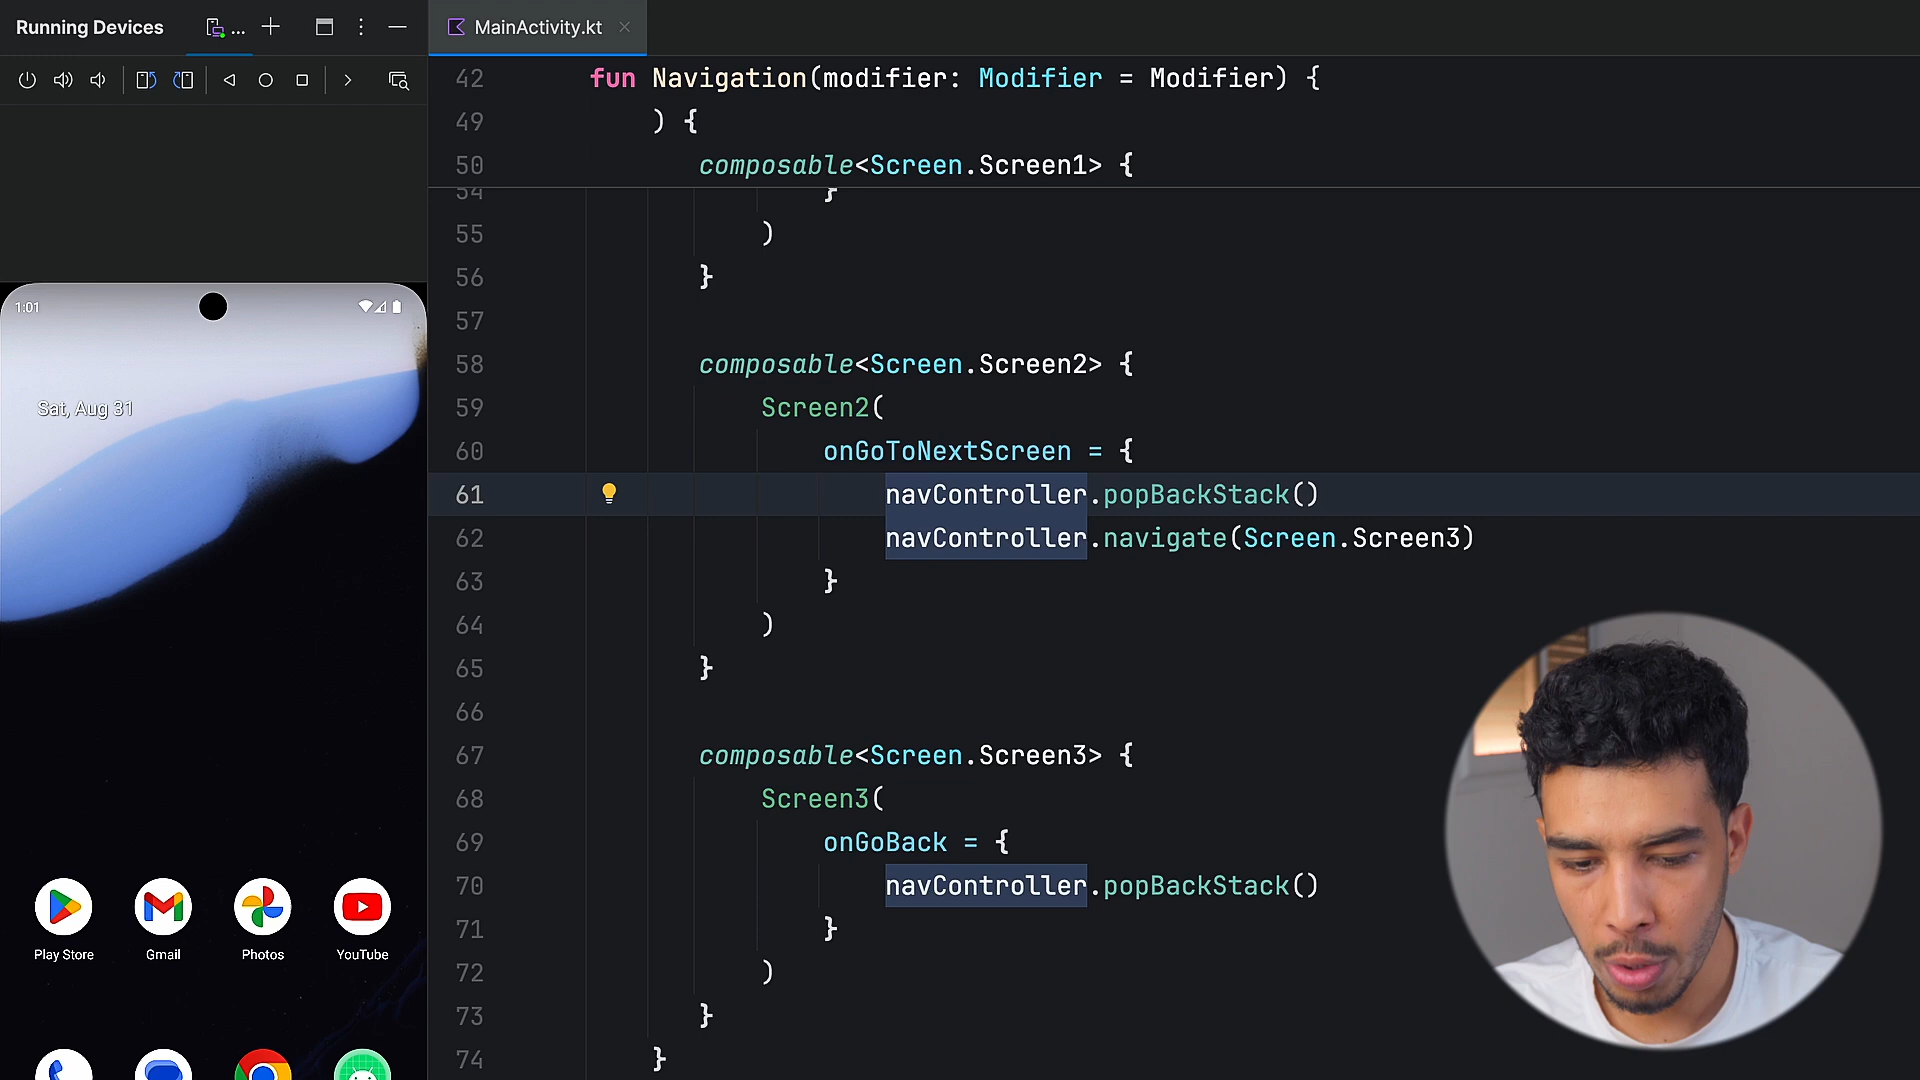 Running Devices
...
MainActivity.kt
42 fun Navigation(modifier: Modifier = Modifier) {
49 ) {
50 composable<Screen.Screen1> {
54 }
55 )
56 }
57
58 composable<Screen.Screen2> {
59 Screen2(
60 onGoToNextScreen = {
61 navController.popBackStack()
62 navController.navigate(Screen.Screen3)
63 }
64 )
65 }
66
67 composable<Screen.Screen3> {
68 Screen3(
69 onGoBack = {
70 navController.popBackStack()
71 }
72 )
73 }
74 }
1:01
Sat, Aug 31
Play Store
Gmail
Photos
YouTube